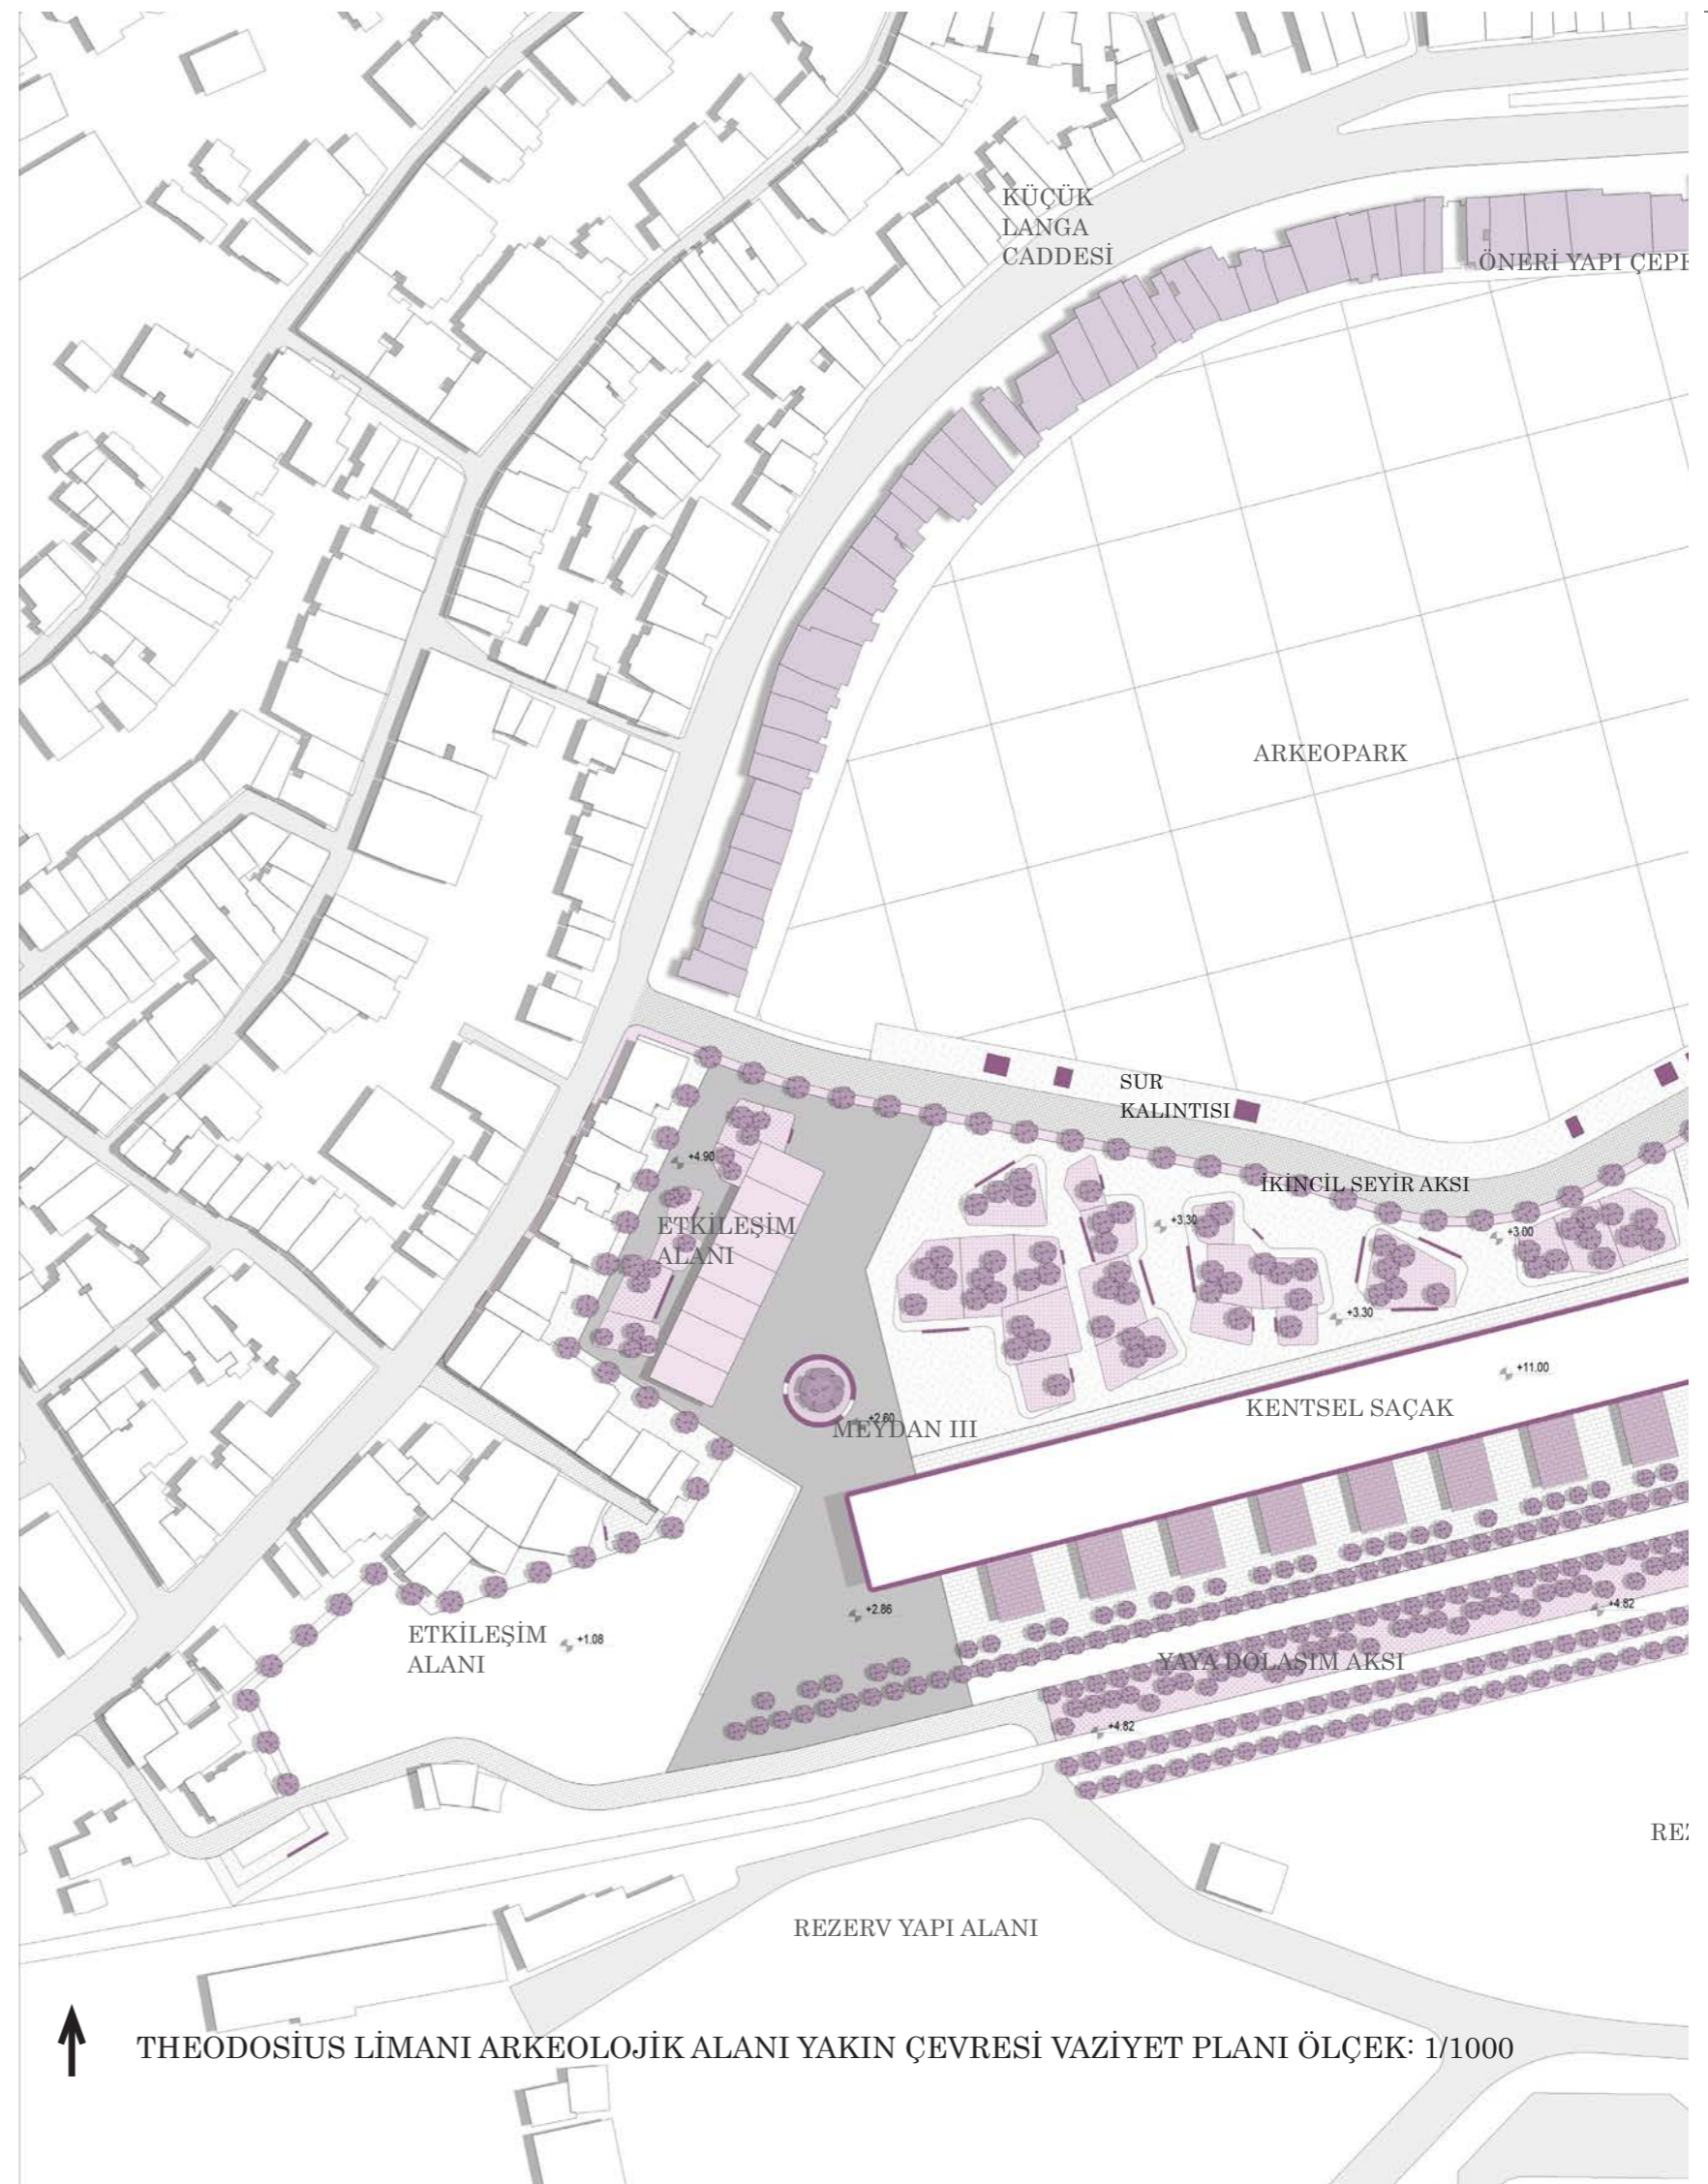 KÜÇÜK
LANGA
CADDESİ
ÖNERİ YAPI
ARKEOPARK
SUR
KALINTISI
+4.90
İKİNCİL SEYİR AKSI
ETKİLEŞİM
ALANI
+3.30
+3.00
+3.30
+11.00
KENTSEL SAÇAK
+2.60
MEYDAN III
+2.86
+4.82
ETKİLEŞİM
ALANI
+1.08
YAYA DOLAŞIM AKSI
+4.82
REZERV YAPI ALANI
THEODOSİUS LİMANI ARKEOLOJİK ALANI YAKIN ÇEVRESİ VAZİYET PLANI ÖLÇEK: 1/1000